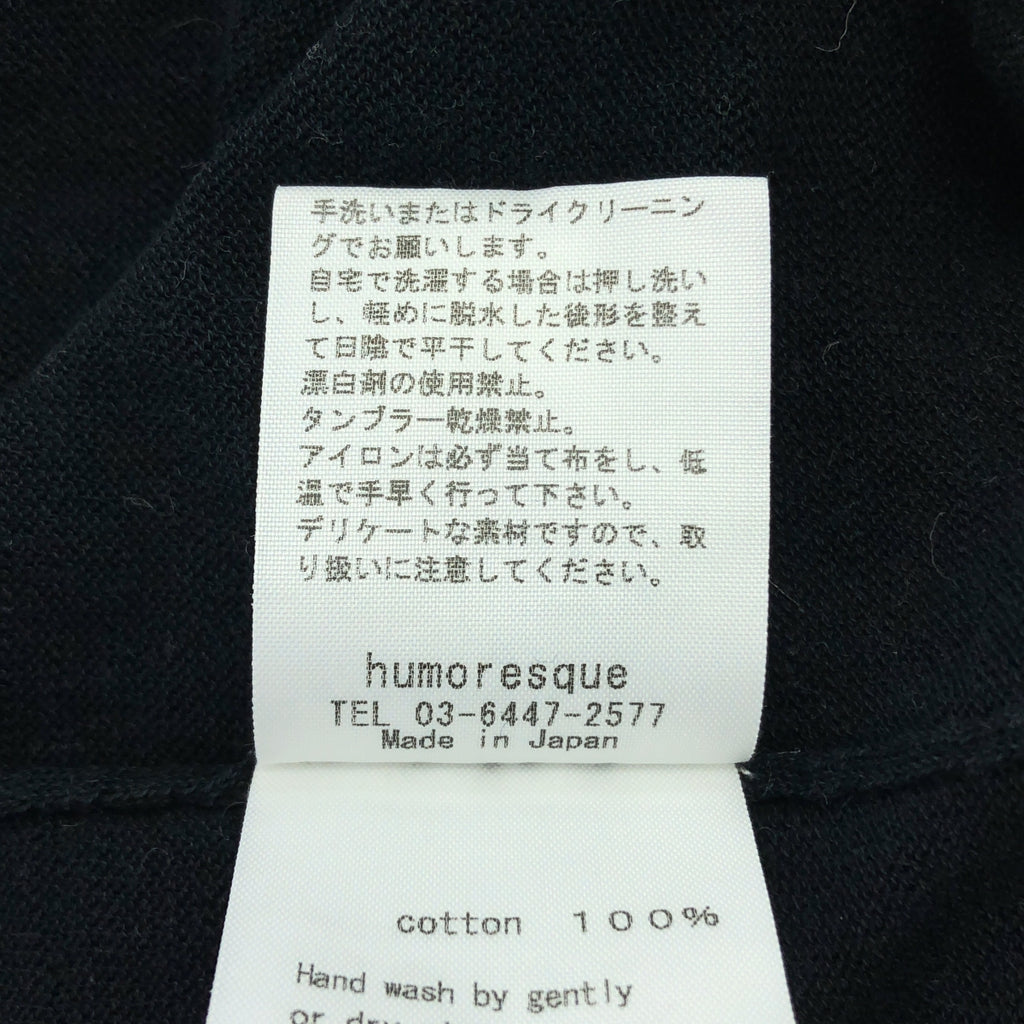 手洗いまたはドライクリーニン
グでお願いします。
自宅で洗濯する場合は押し洗い
し、軽めに脱水した後形を整え
て日陰で平干してください。
漂白剤の使用禁止。
タンブラー乾燥禁止。
アイロンは必ず当て布をし、低
温で手早く行って下さい。
デリケートな素材ですので、取
り扱いに注意してください。
humoresque
TEL 03-6447-2577
Made in Japan
cotton 100%
Hand wash by gently
or dry